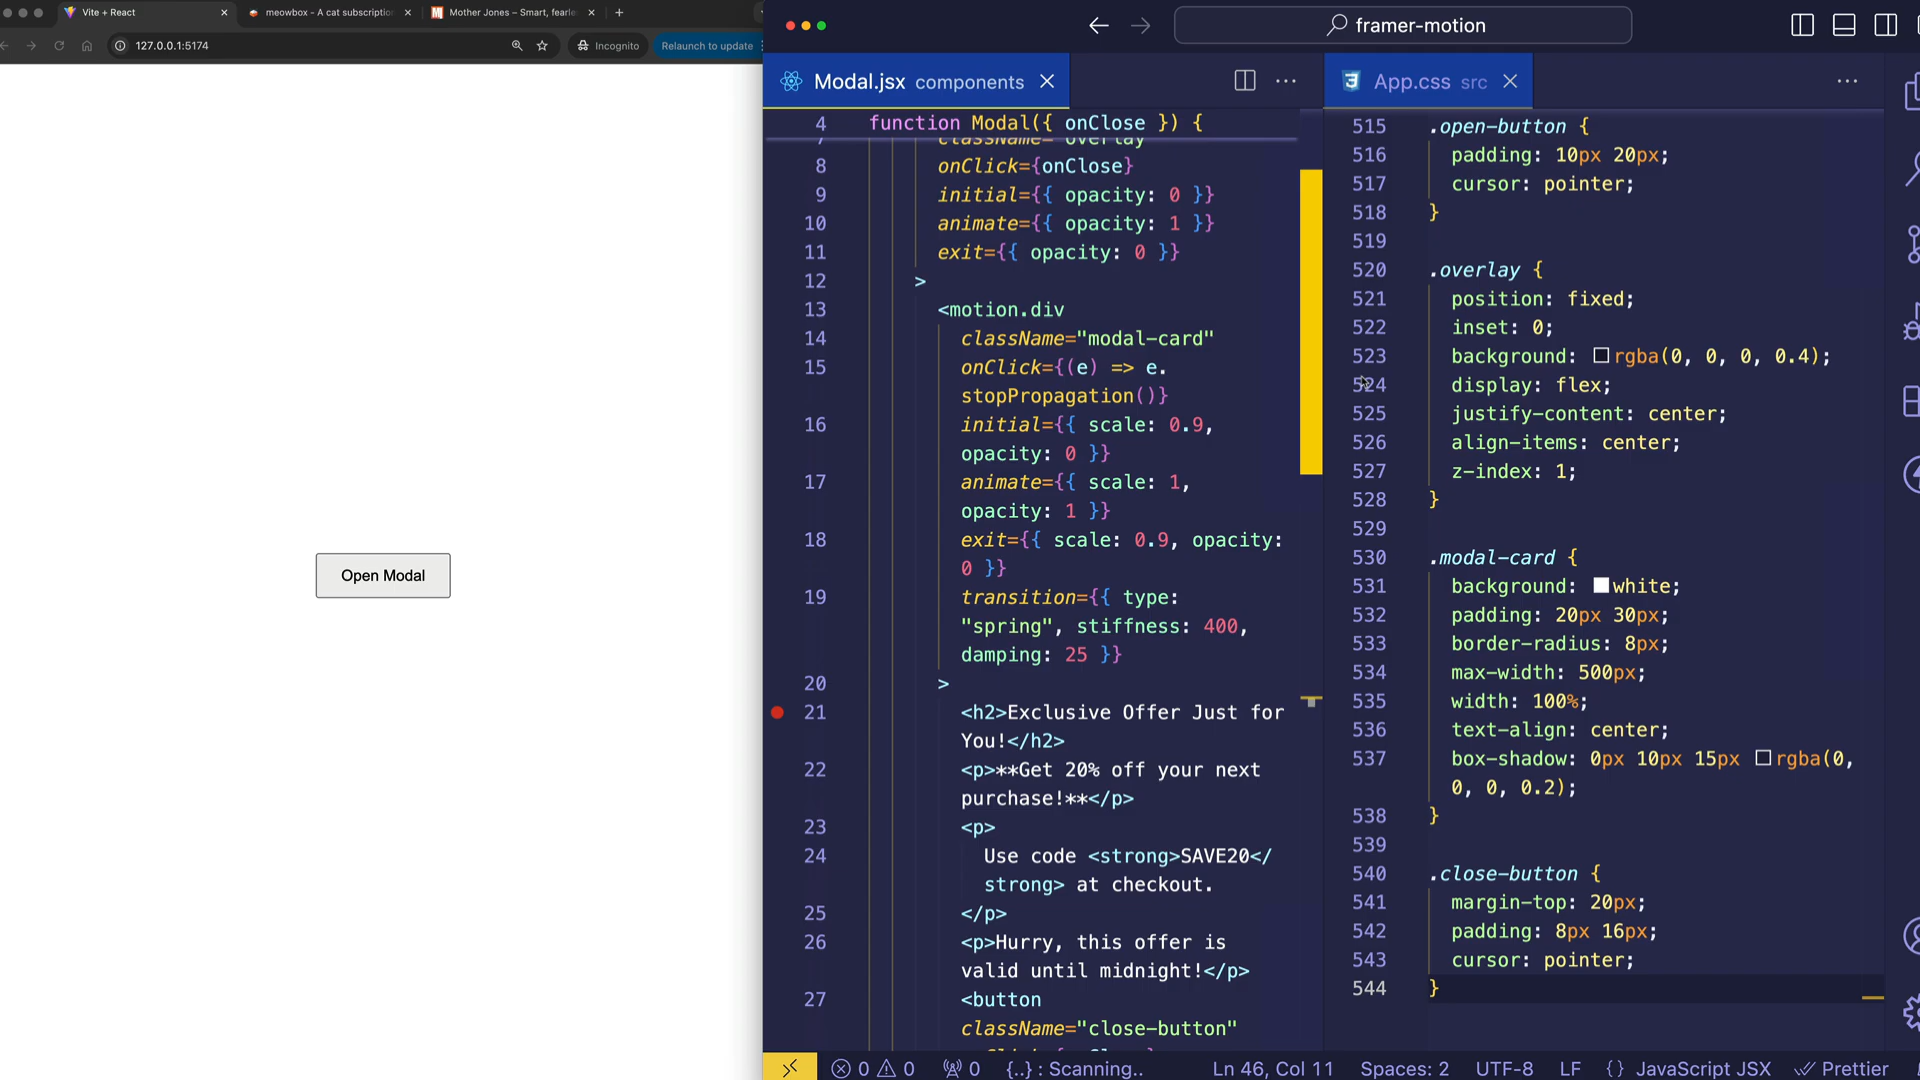 Vite + React
meowbox - A cat subscriptio
Mother Jones – Smart, fearle
127.0.0.1:5174
Incognito
Relaunch to update
Open Modal
framer-motion
Modal.jsx components
4 function Modal({ onClose }) {
8 onClick={onClose}
9 initial={{ opacity: 0 }}
10 animate={{ opacity: 1 }}
11 exit={{ opacity: 0 }}
12 >
13 <motion.div
14 className="modal-card"
15 onClick={(e) => e.
stopPropagation()}
16 initial={{ scale: 0.9,
opacity: 0 }}
17 animate={{ scale: 1,
opacity: 1 }}
18 exit={{ scale: 0.9, opacity:
0 }}
19 transition={{ type:
"spring", stiffness: 400,
damping: 25 }}
20 >
21 <h2>Exclusive Offer Just for
You!</h2>
22 <p>**Get 20% off your next
purchase!**</p>
23 <p>
24 Use code <strong>SAVE20</
strong> at checkout.
25 </p>
26 <p>Hurry, this offer is
valid until midnight!</p>
27 <button
className="close-button"
App.css src
515 .open-button {
516 padding: 10px 20px;
517 cursor: pointer;
518 }
519
520 .overlay {
521 position: fixed;
522 inset: 0;
523 background: rgba(0, 0, 0, 0.4);
524 display: flex;
525 justify-content: center;
526 align-items: center;
527 z-index: 1;
528 }
529
530 .modal-card {
531 background: white;
532 padding: 20px 30px;
533 border-radius: 8px;
534 max-width: 500px;
535 width: 100%;
536 text-align: center;
537 box-shadow: 0px 10px 15px rgba(0,
0, 0, 0.2);
538 }
539
540 .close-button {
541 margin-top: 20px;
542 padding: 8px 16px;
543 cursor: pointer;
544 }
0 0 0 {..} : Scanning.. Ln 46, Col 11 Spaces: 2 UTF-8 LF {} JavaScript JSX Prettier